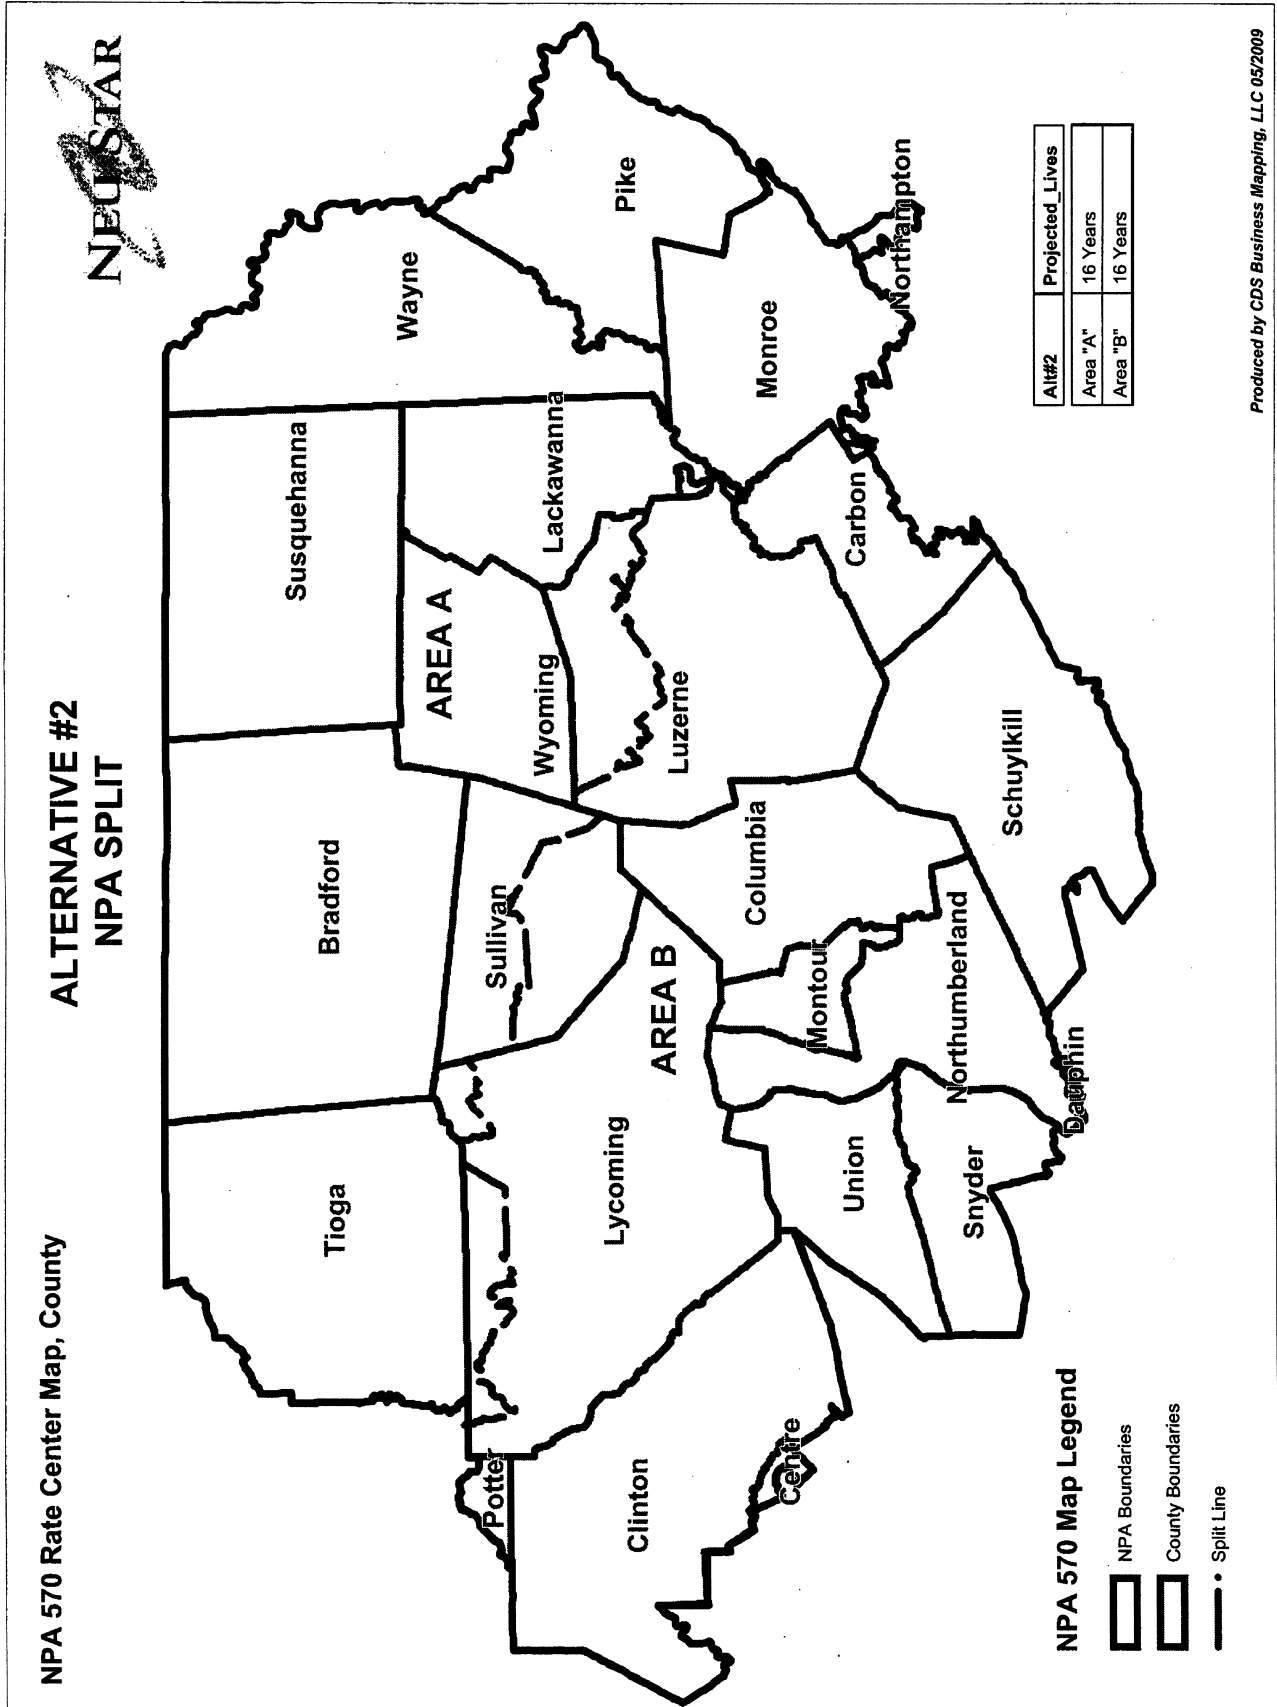 NPA 570 Rate Center Map, County
ALTERNATIVE #2
NPA SPLIT
NEUSTAR
Tioga
Bradford
Susquehanna
Wayne
Potter
Sullivan
AREA A
Wyoming
Lackawanna
Pike
Clinton
Lycoming
AREA B
Luzerne
Monroe
Centre
Union
Montour
Columbia
Carbon
Northampton
Snyder
Northumberland
Schuylkill
Dauphin
NPA 570 Map Legend
NPA Boundaries
County Boundaries
Split Line
Alt#2 Projected_Lives
Area "A" 16 Years
Area "B" 16 Years
Produced by CDS Business Mapping, LLC 05/2009